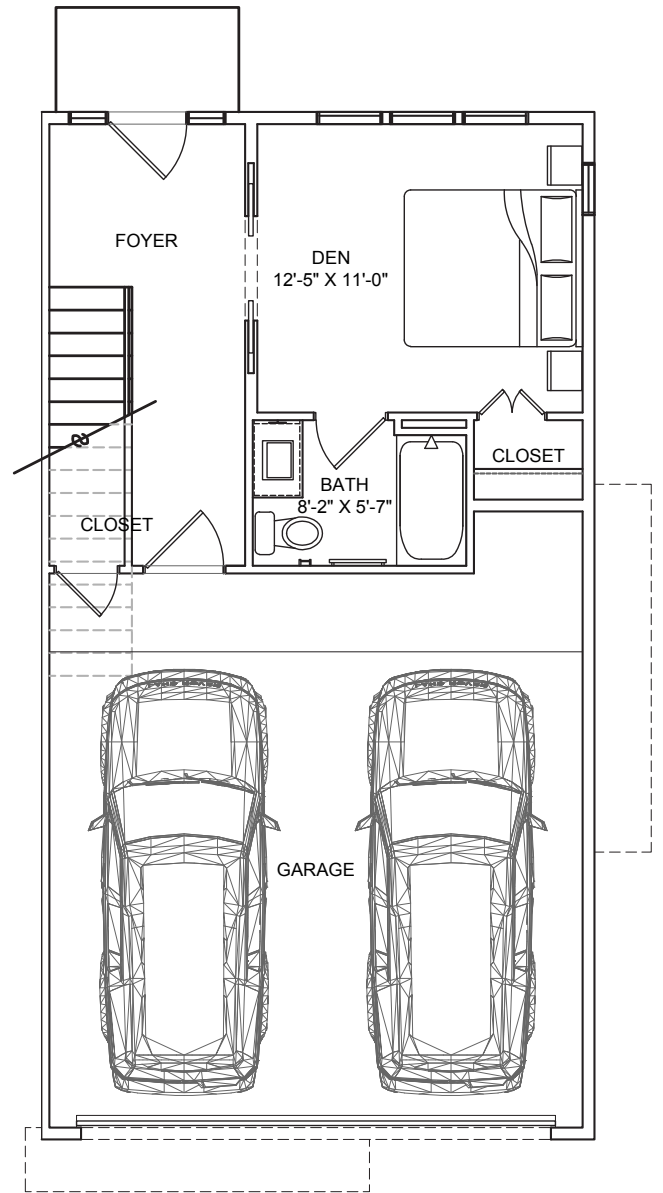 FOYER
DEN
12'-5" X 11'-0"
CLOSET
BATH
8'-2" X 5'-7"
CLOSET
GARAGE